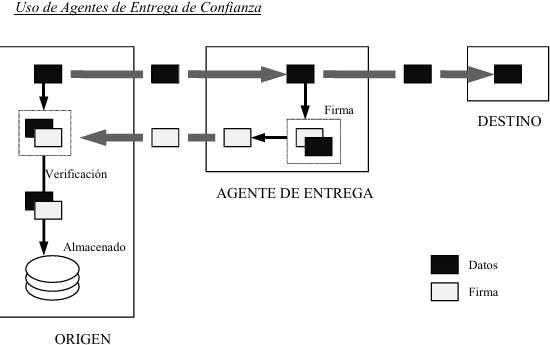 Uso de Agentes de Entrega de Confianza
Firma
DESTINO
Verificación
AGENTE DE ENTREGA
Almacenado
Datos
Firma
ORIGEN